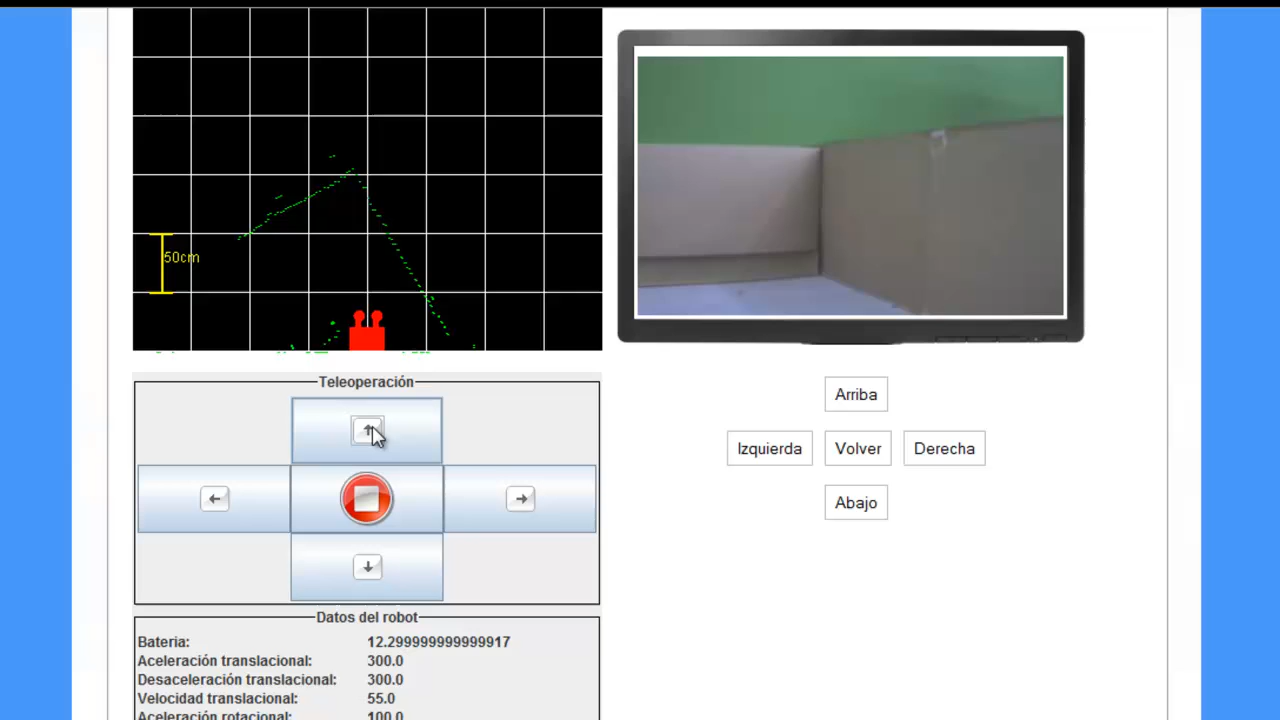 50cm
Teleoperación
Arriba
Izquierda Volver Derecha
Abajo
Datos del robot
Bateria: 12.299999999999917
Aceleración translacional: 300.0
Desaceleración translacional: 300.0
Velocidad translacional: 55.0
Aceleración rotacional: 100.0